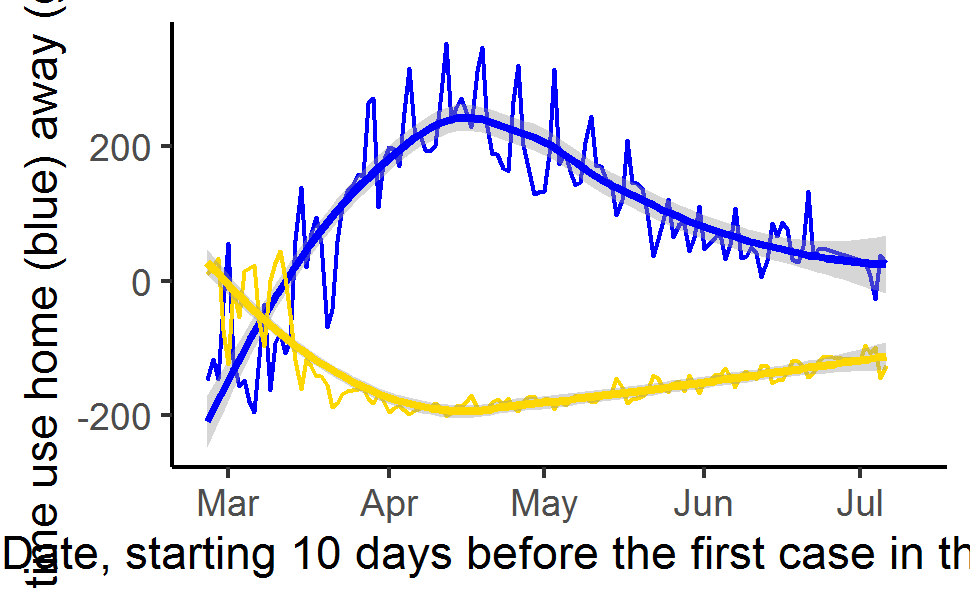 time use home (blue) away (
200
0
-200
Mar Apr May Jun Jul
Date, starting 10 days before the first case in th